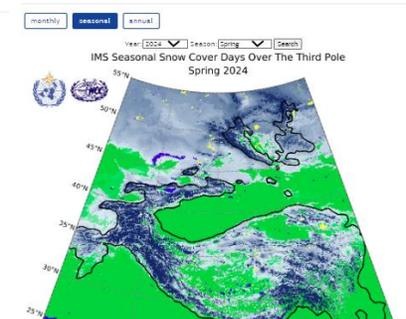 monthly seasonal annual
Year: 2024 Season: Spring Search
IMS Seasonal Snow Cover Days Over The Third Pole
Spring 2024
55°N
50°N
45°N
40°N
35°N
30°N
25°N